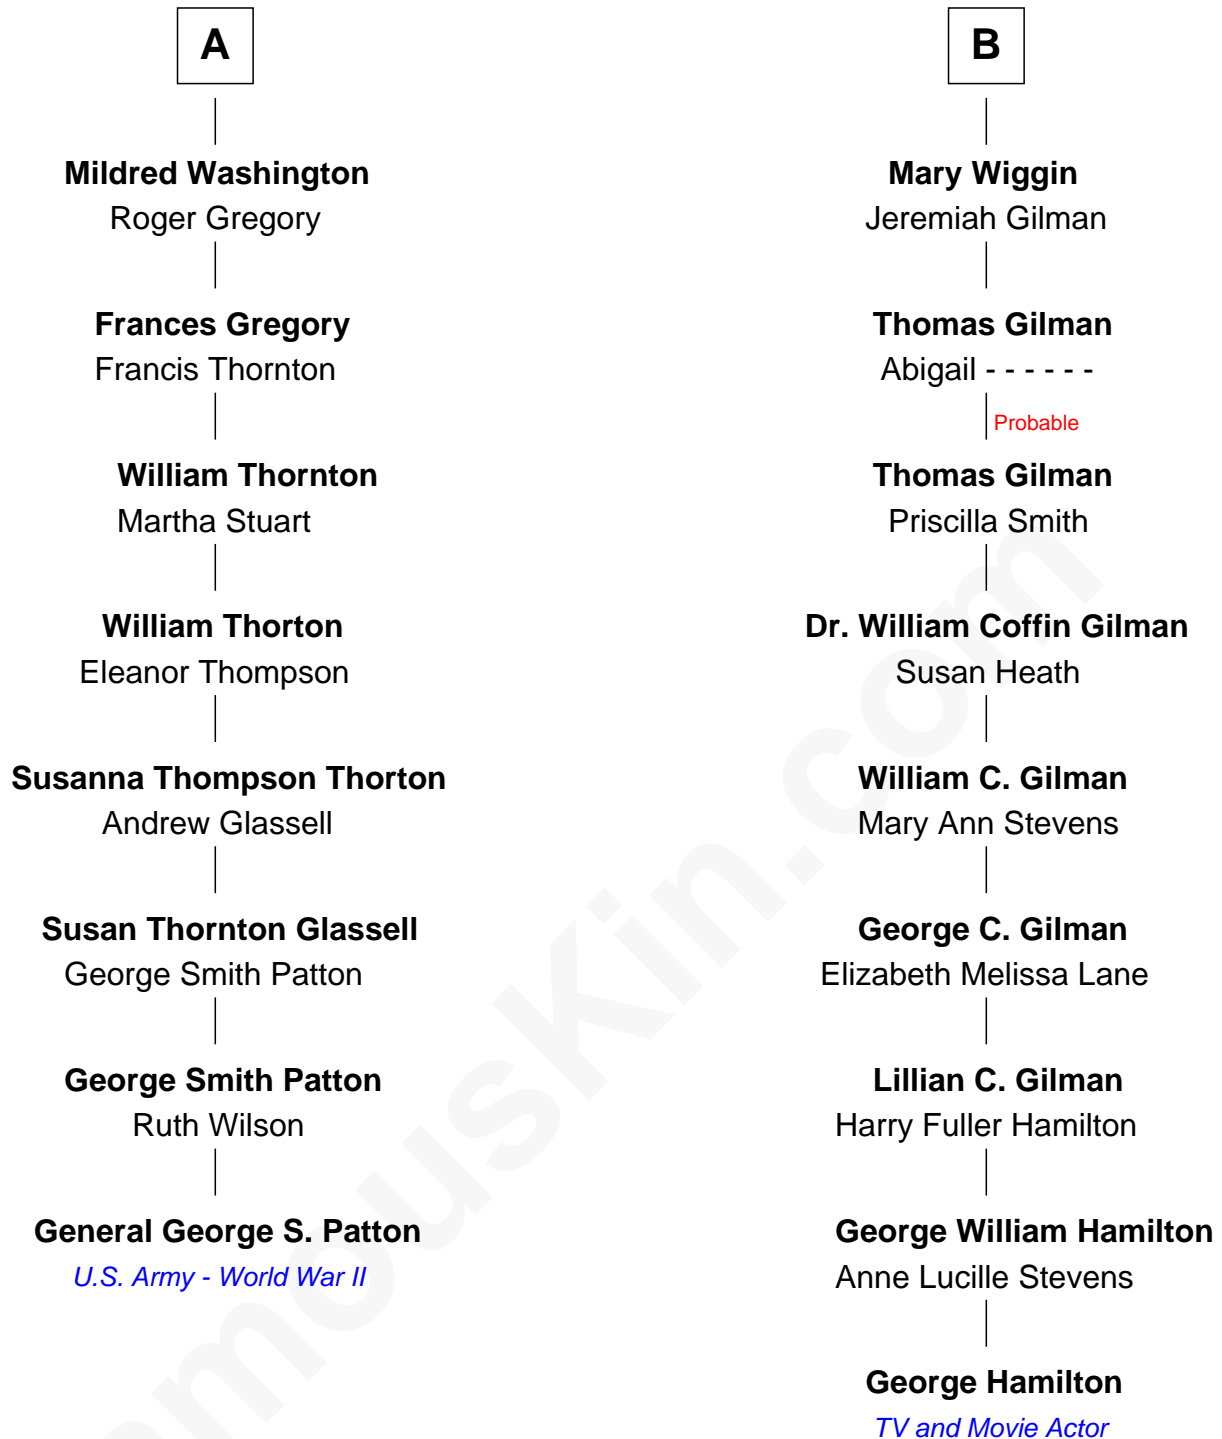 A
Mildred Washington
Roger Gregory
Frances Gregory
Francis Thornton
William Thornton
Martha Stuart
William Thorton
Eleanor Thompson
Susanna Thompson Thorton
Andrew Glassell
Susan Thornton Glassell
George Smith Patton
George Smith Patton
Ruth Wilson
General George S. Patton
U.S. Army - World War II
B
Mary Wiggin
Jeremiah Gilman
Thomas Gilman
Abigail - - - - - -
Probable
Thomas Gilman
Priscilla Smith
Dr. William Coffin Gilman
Susan Heath
William C. Gilman
Mary Ann Stevens
George C. Gilman
Elizabeth Melissa Lane
Lillian C. Gilman
Harry Fuller Hamilton
George William Hamilton
Anne Lucille Stevens
George Hamilton
TV and Movie Actor
amouskin.com